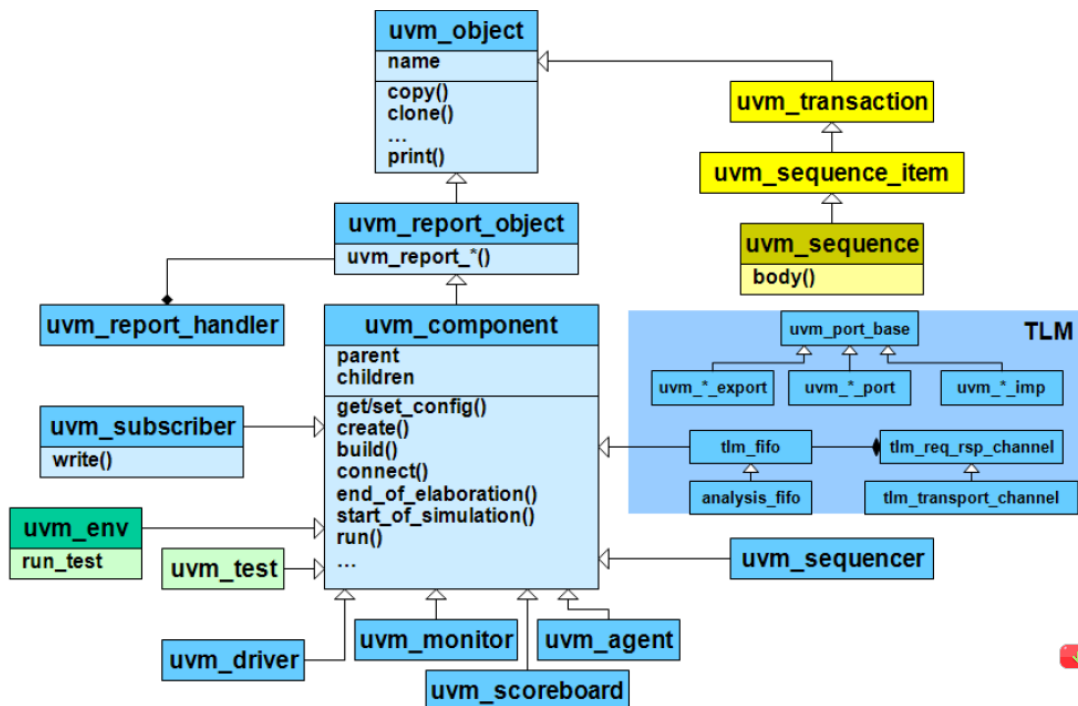 uvm_object
name
copy()
clone()
...
print()
uvm_transaction
uvm_sequence_item
uvm_sequence
body()
uvm_report_object
uvm_report_*()
uvm_report_handler
uvm_component
parent
children
get/set_config()
create()
build()
connect()
end_of_elaboration()
start_of_simulation()
run()
...
uvm_subscriber
write()
uvm_env
run_test
uvm_test
uvm_driver
uvm_monitor
uvm_scoreboard
uvm_agent
uvm_sequencer
TLM
uvm_port_base
uvm_*_export
uvm_*_port
uvm_*_imp
tlm_fifo
tlm_req_rsp_channel
analysis_fifo
tlm_transport_channel